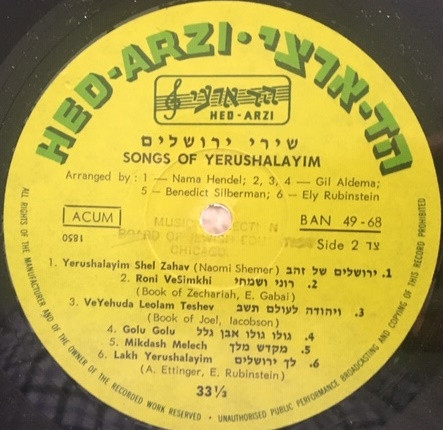 HED-ARZI • הד-ארצי
הד ארצי
HED-ARZI
שירי ירושלים
SONGS OF YERUSHALAYIM
Arranged by : 1 — Nama Hendel; 2, 3, 4 — Gil Aldema;
5 — Benedict Silberman; 6 — Ely Rubinstein
ACUM
BAN 49-68
1850
Side 2 צד
BOARD OF JEWISH
CHICAGO
1. Yerushalayim Shel Zahav (Naomi Shemer) 1. ירושלים של זהב
2. Roni VeSimkhi 2. רוני ושמחי
(Book of Zechariah, E. Gabai)
3. VeYehuda Leolam Teshev 3. ויהודה לעולם תשב
(Book of Joel, Iacobson)
4. Golu Golu 4. גולו גולו אבן גלל
5. Mikdash Melech 5. מקדש מלך
6. Lakh Yerushalayim 6. לך ירושלים
(A. Ettinger, E. Rubinstein)
33⅓
ALL RIGHTS OF THE MANUFACTURER AND OF THE OWNER OF THE RECORDED WORK RESERVED • UNAUTHORISED PUBLIC PERFORMANCE BROADCASTING AND COPYING OF THIS RECORD PROHIBITED